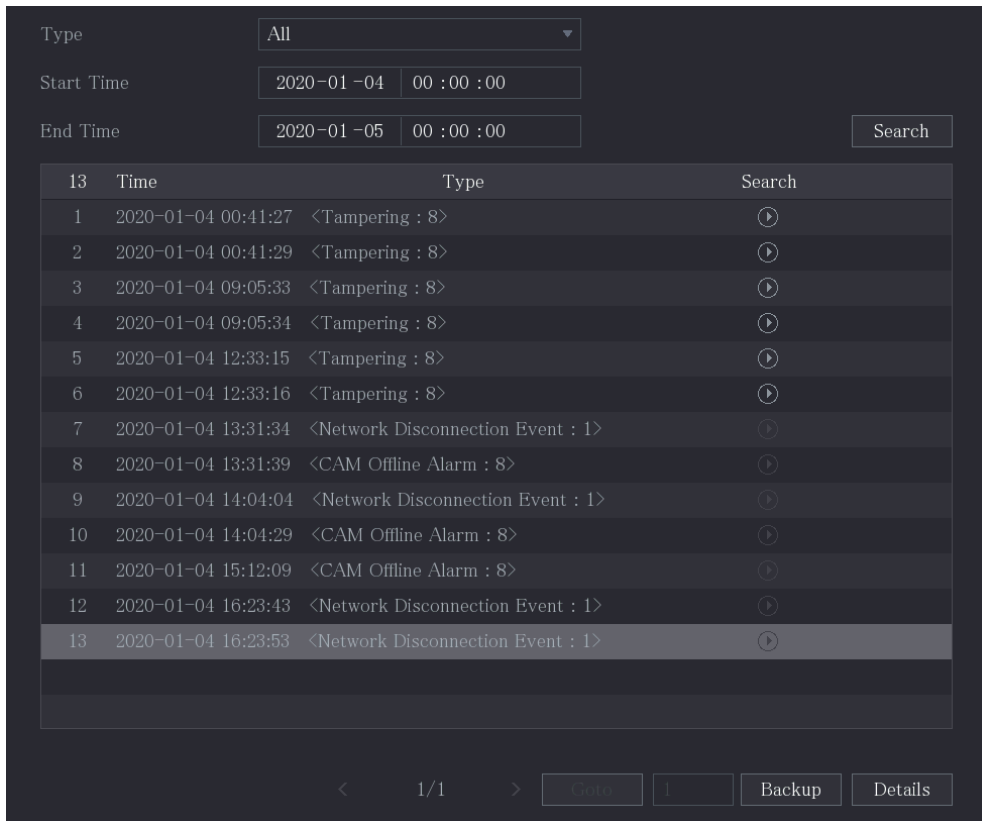 Type All
Start Time 2020-01-04 00:00:00
End Time 2020-01-05 00:00:00 Search
13 Time Type Search
1 2020-01-04 00:41:27 <Tampering : 8>
2 2020-01-04 00:41:29 <Tampering : 8>
3 2020-01-04 09:05:33 <Tampering : 8>
4 2020-01-04 09:05:34 <Tampering : 8>
5 2020-01-04 12:33:15 <Tampering : 8>
6 2020-01-04 12:33:16 <Tampering : 8>
7 2020-01-04 13:31:34 <Network Disconnection Event : 1>
8 2020-01-04 13:31:39 <CAM Offline Alarm : 8>
9 2020-01-04 14:04:04 <Network Disconnection Event : 1>
10 2020-01-04 14:04:29 <CAM Offline Alarm : 8>
11 2020-01-04 15:12:09 <CAM Offline Alarm : 8>
12 2020-01-04 16:23:43 <Network Disconnection Event : 1>
13 2020-01-04 16:23:53 <Network Disconnection Event : 1>
< 1/1 > Goto 1 Backup Details